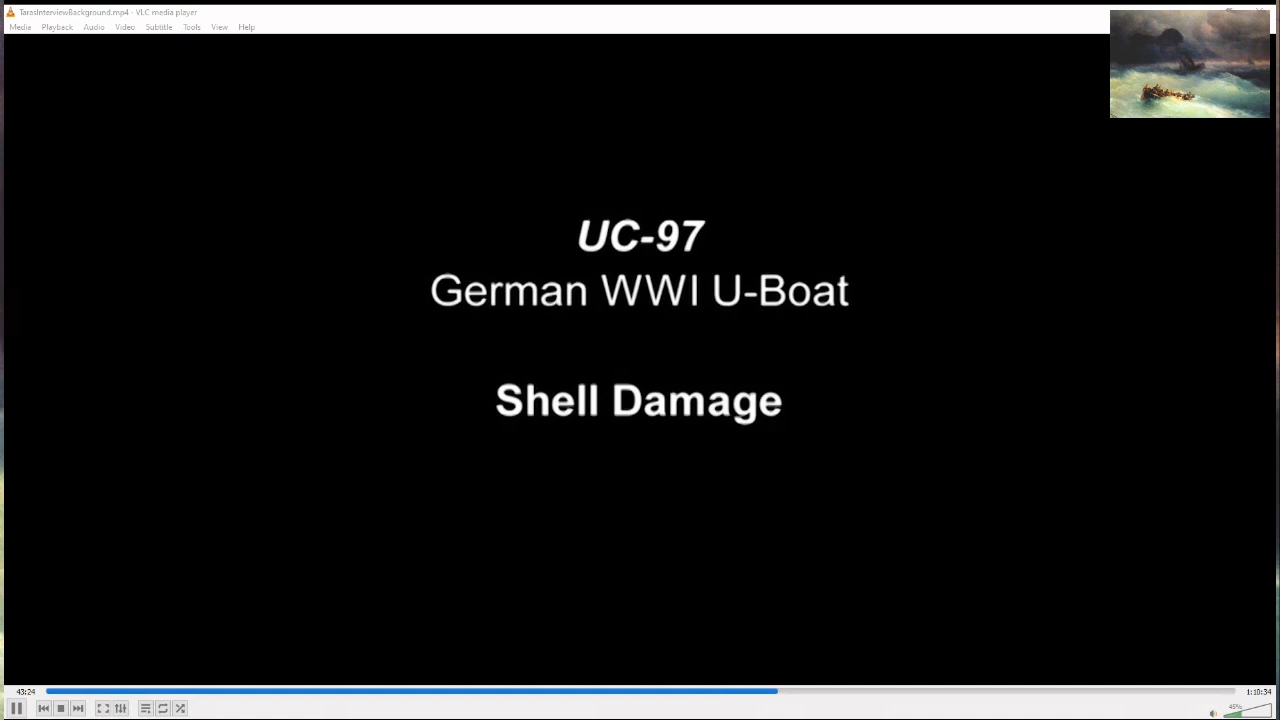 TarasInterviewBackground.mp4 - VLC media player
Media Playback Audio Video Subtitle Tools View Help
UC-97
German WWI U-Boat
Shell Damage
43:24
1:10:34
45%